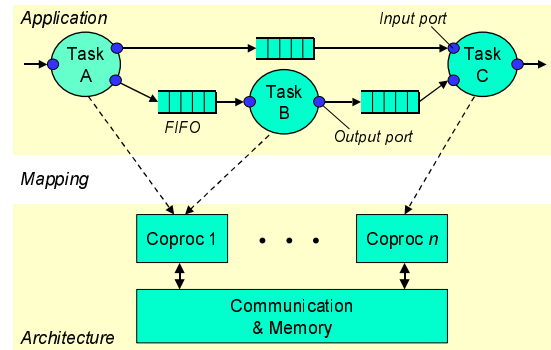 Application
Input port
Task
A
Task
C
FIFO
Task
B
Output port
Mapping
Coproc 1
• • •
Coproc n
Communication
& Memory
Architecture